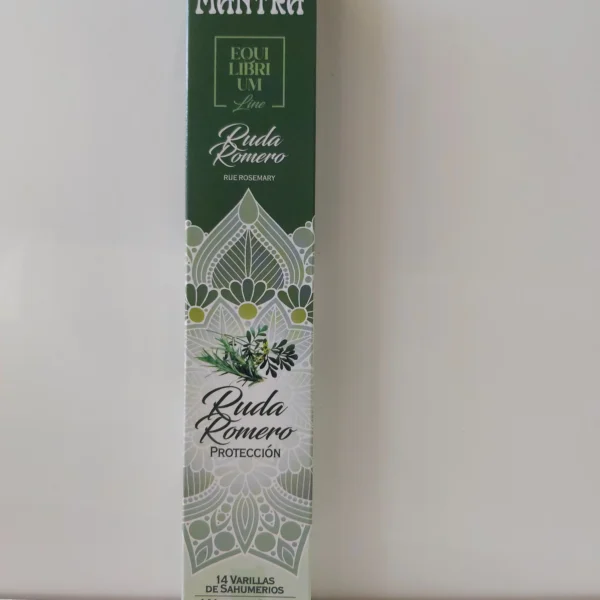 MANTRA
EQUI
LIBRI
UM
Line
Ruda
Romero
RUE ROSEMARY
Ruda
Romero
PROTECCIÓN
14 VARILLAS
DE SAHUMERIOS